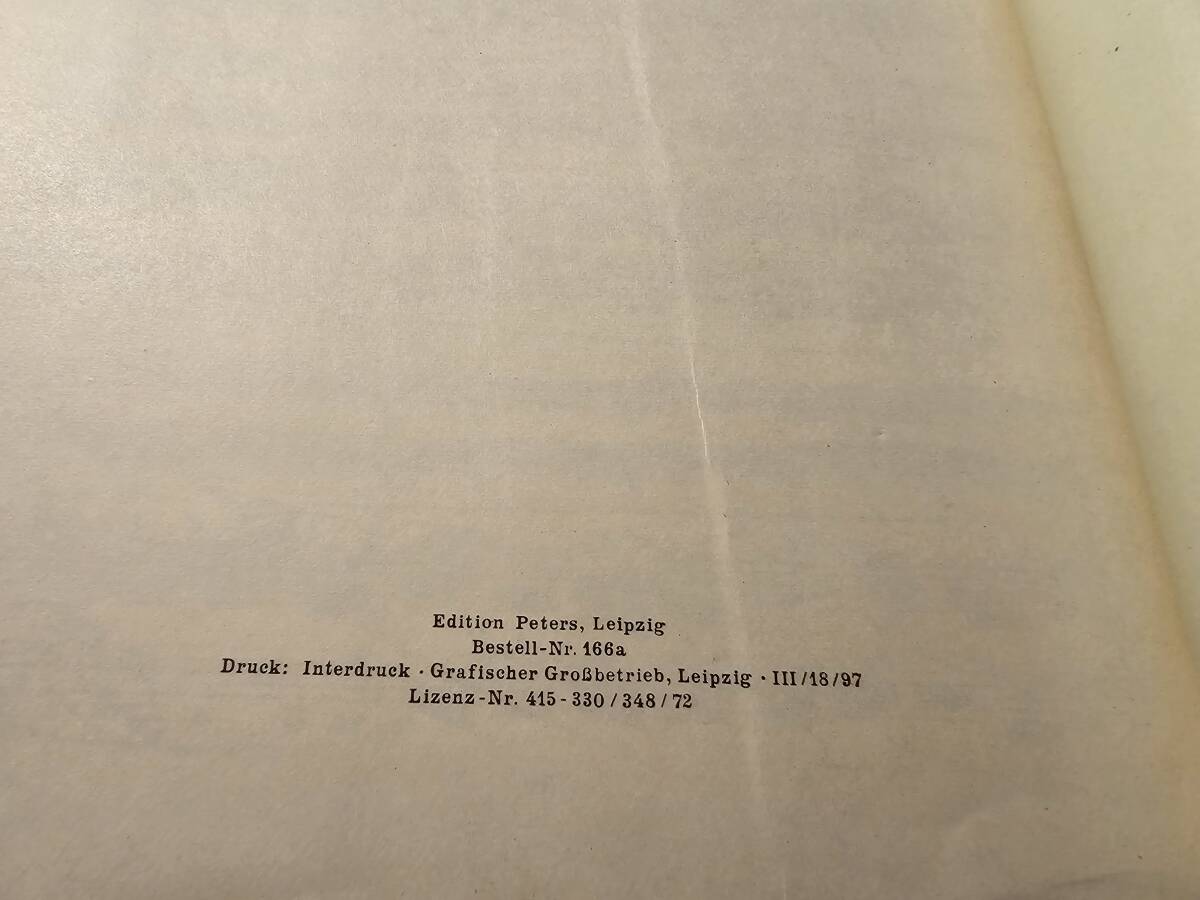 Edition Peters, Leipzig
Bestell-Nr. 166a
Druck: Interdruck · Grafischer Großbetrieb, Leipzig · III/18/97
Lizenz-Nr. 415-330/348/72